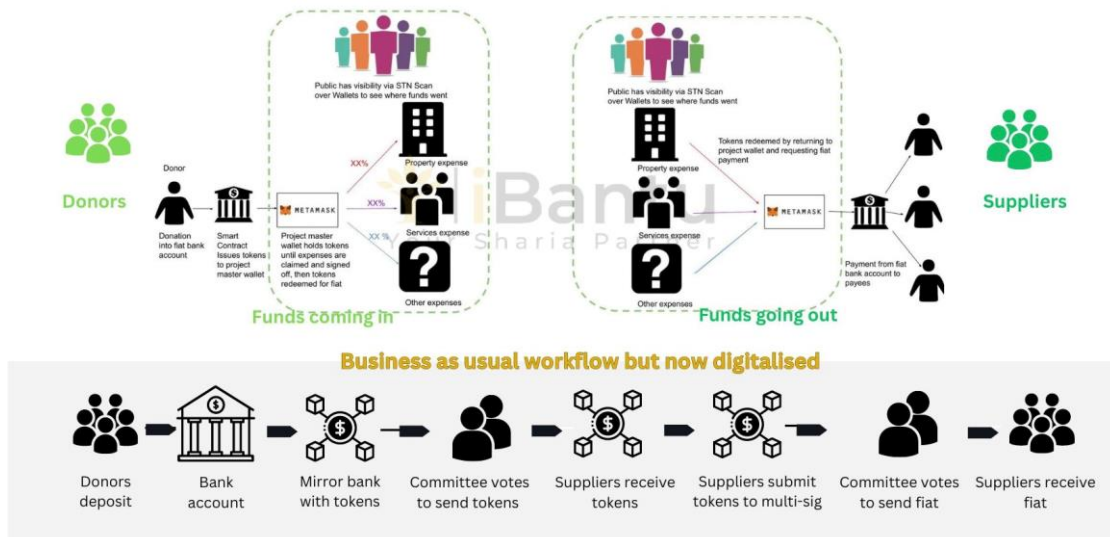 Public has visibility via STN Scan
over Wallets to see where funds went
Donors
Donor
Donation
into fiat bank
account
Smart
Contract
Issues tokens
to project
master wallet
METAMASK
Project master
wallet holds tokens
until expenses are
claimed and signed
off, then tokens
redeemed for fiat
XX%
XX%
XX %
Property expense
Services expense
Other expenses
Funds coming in
iBantu
Your Sharia Partner
Public has visibility via STN Scan
over Wallets to see where funds went
Property expense
Services expense
Other expenses
Tokens redeemed by returning to
project wallet and requesting fiat
payment
METAMASK
Payment from fiat
bank account to
payees
Suppliers
Funds going out
Business as usual workflow but now digitalised
Donors
deposit
Bank
account
Mirror bank
with tokens
Committee votes
to send tokens
Suppliers receive
tokens
Suppliers submit
tokens to multi-sig
Committee votes
to send fiat
Suppliers receive
fiat